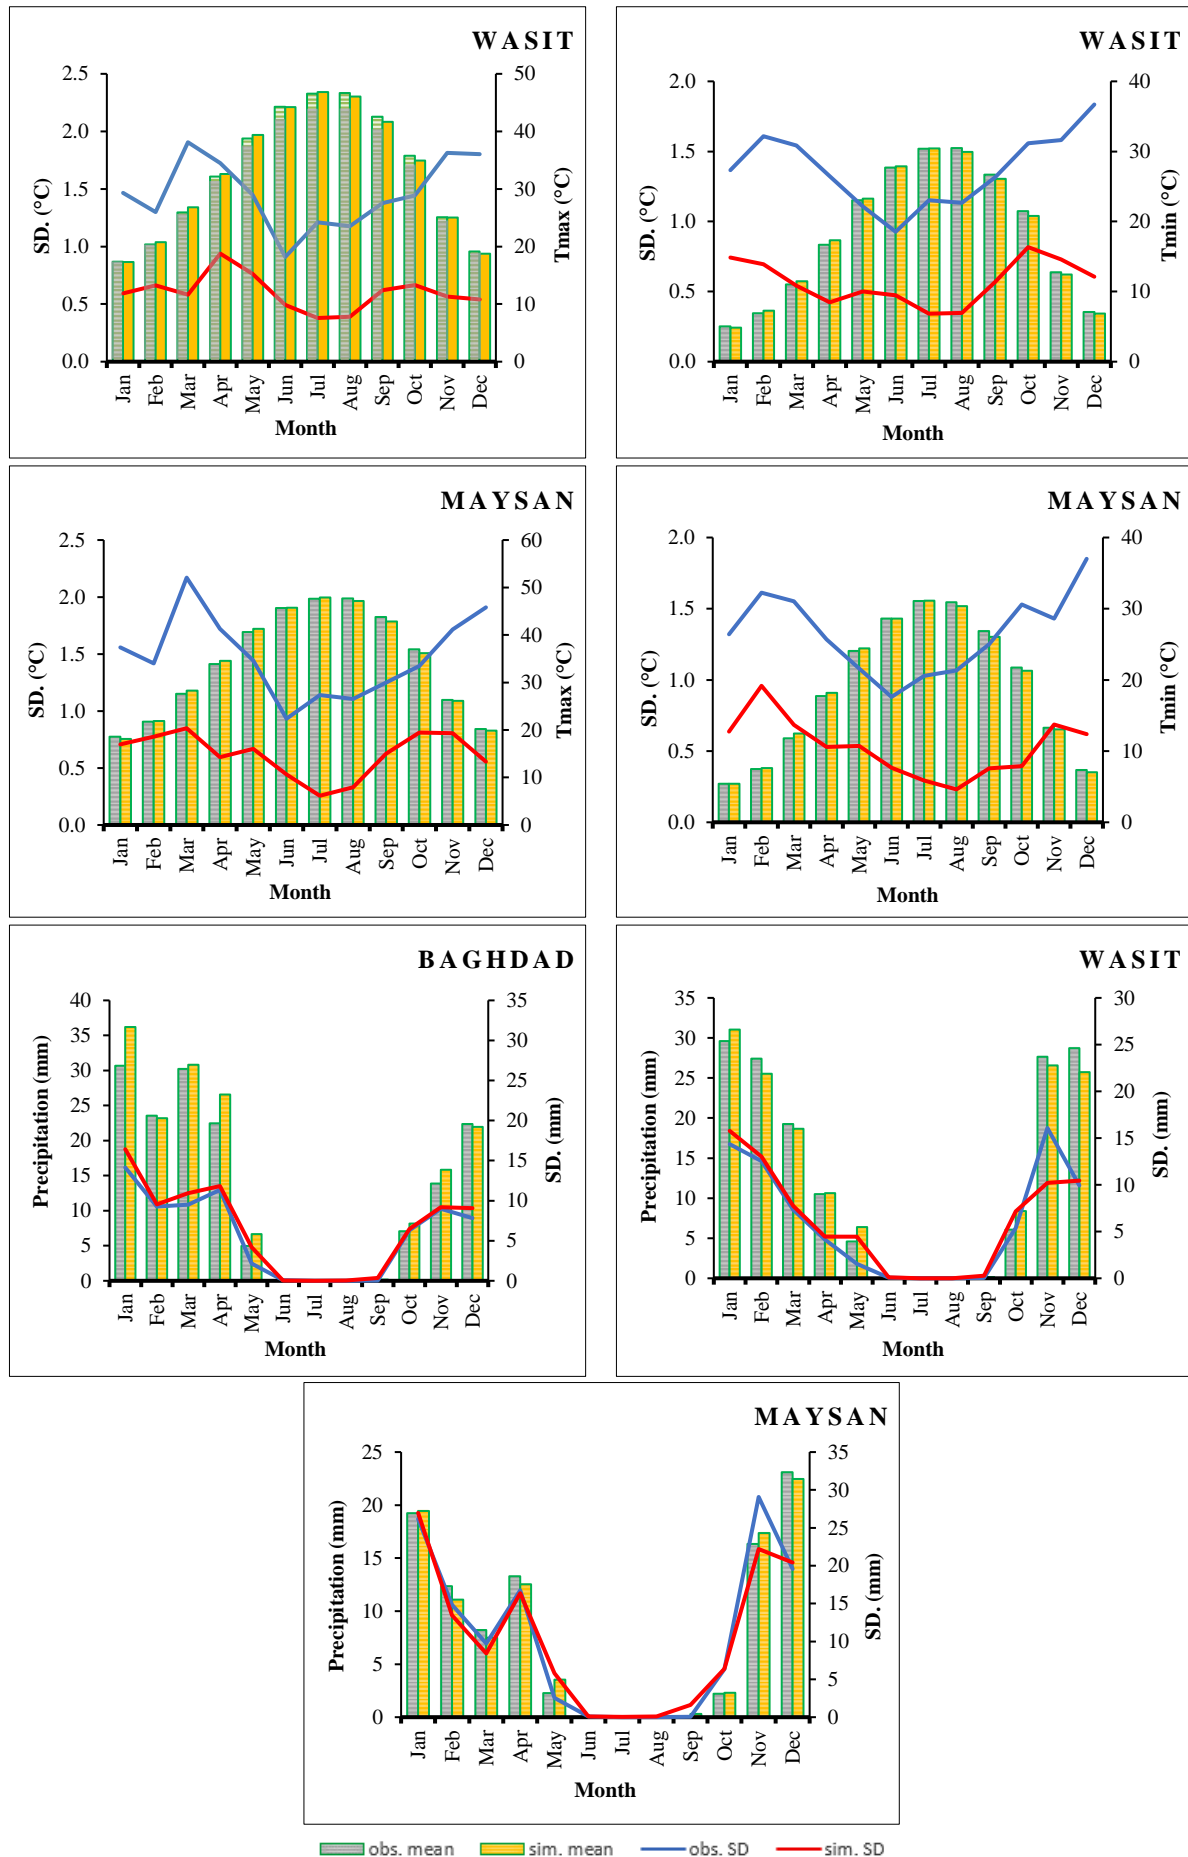 WASIT
2.5
2.0
1.5
1.0
0.5
0.0
SD. (°C)
50
40
30
20
10
0
Tmax (°C)
Jan Feb Mar Apr May Jun Jul Aug Sep Oct Nov Dec
Month
WASIT
2.0
1.5
1.0
0.5
0.0
SD. (°C)
40
30
20
10
0
Tmin (°C)
Jan Feb Mar Apr May Jun Jul Aug Sep Oct Nov Dec
Month
MAYSAN
2.5
2.0
1.5
1.0
0.5
0.0
SD. (°C)
60
50
40
30
20
10
0
Tmax (°C)
Jan Feb Mar Apr May Jun Jul Aug Sep Oct Nov Dec
Month
MAYSAN
2.0
1.5
1.0
0.5
0.0
SD. (°C)
40
30
20
10
0
Tmin (°C)
Jan Feb Mar Apr May Jun Jul Aug Sep Oct Nov Dec
Month
BAGHDAD
40
35
30
25
20
15
10
5
0
Precipitation (mm)
35
30
25
20
15
10
5
0
SD. (mm)
Jan Feb Mar Apr May Jun Jul Aug Sep Oct Nov Dec
Month
WASIT
35
30
25
20
15
10
5
0
Precipitation (mm)
30
25
20
15
10
5
0
SD. (mm)
Jan Feb Mar Apr May Jun Jul Aug Sep Oct Nov Dec
Month
MAYSAN
25
20
15
10
5
0
Precipitation (mm)
35
30
25
20
15
10
5
0
SD. (mm)
Jan Feb Mar Apr May Jun Jul Aug Sep Oct Nov Dec
Month
obs. mean sim. mean obs. SD sim. SD